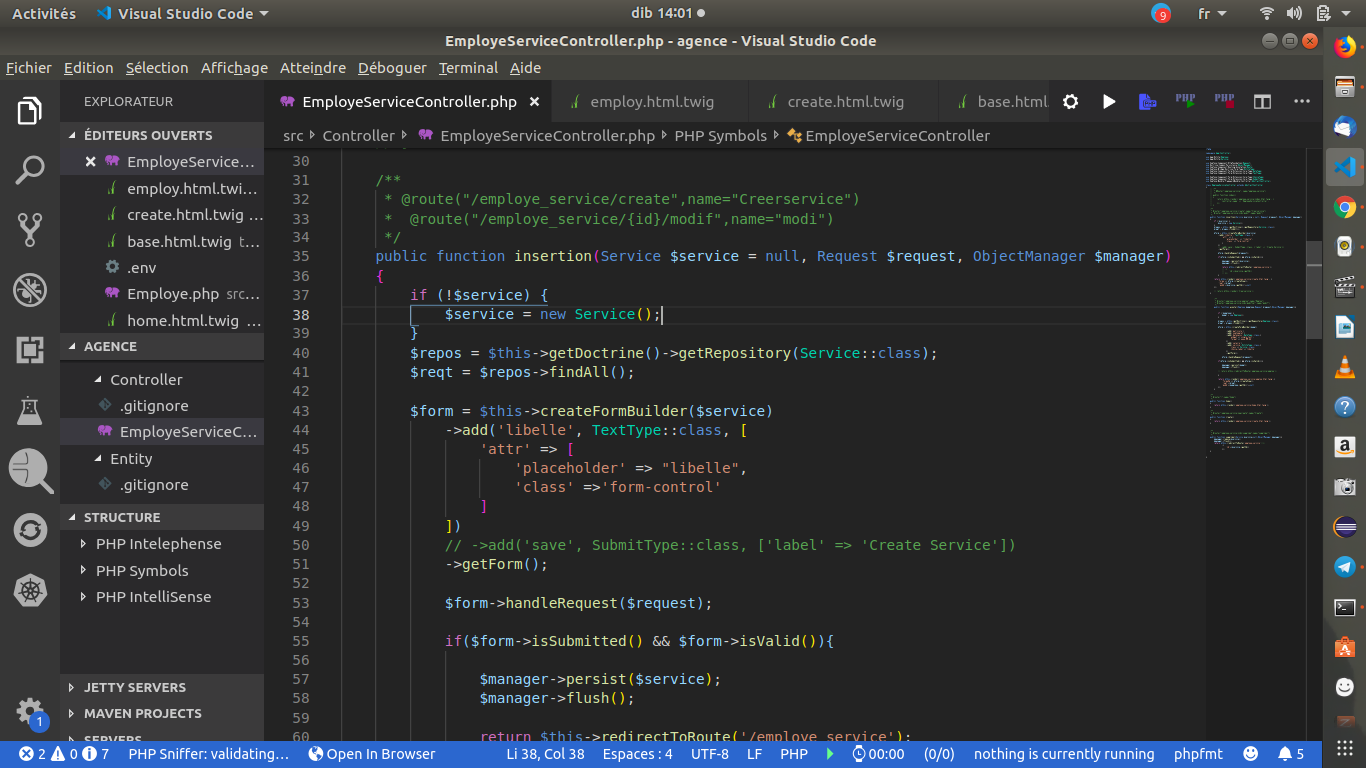 Activités Visual Studio Code dib 14:01 9 fr
EmployeServiceController.php - agence - Visual Studio Code
Fichier Edition Sélection Affichage Atteindre Déboguer Terminal Aide
EXPLORATEUR
ÉDITEURS OUVERTS
EmployeService...
employ.html.twi...
create.html.twig ...
base.html.twig t...
.env
Employe.php src...
home.html.twig ...
AGENCE
Controller
.gitignore
EmployeServiceC...
Entity
.gitignore
STRUCTURE
PHP Intelephense
PHP Symbols
PHP IntelliSense
JETTY SERVERS
MAVEN PROJECTS
SERVERS
1
EmployeServiceController.php employ.html.twig create.html.twig base.html. PHP PHP
src Controller EmployeServiceController.php PHP Symbols EmployeServiceController
30
31 /**
32 * @route("/employe_service/create",name="Creerservice")
33 *  @route("/employe_service/{id}/modif",name="modi")
34 */
35 public function insertion(Service $service = null, Request $request, ObjectManager $manager)
36 {
37 if (!$service) {
38 $service = new Service();
39 }
40 $repos = $this->getDoctrine()->getRepository(Service::class);
41 $reqt = $repos->findAll();
42
43 $form = $this->createFormBuilder($service)
44 ->add('libelle', TextType::class, [
45 'attr' => [
46 'placeholder' => "libelle",
47 'class' =>'form-control'
48 ]
49 ])
50 // ->add('save', SubmitType::class, ['label' => 'Create Service'])
51 ->getForm();
52
53 $form->handleRequest($request);
54
55 if($form->isSubmitted() && $form->isValid()){
56
57 $manager->persist($service);
58 $manager->flush();
59
60 return $this->redirectToRoute('/employe_service');
2 0 7 PHP Sniffer: validating... Open In Browser Li 38, Col 38 Espaces : 4 UTF-8 LF PHP 00:00 (0/0) nothing is currently running phpfmt 5